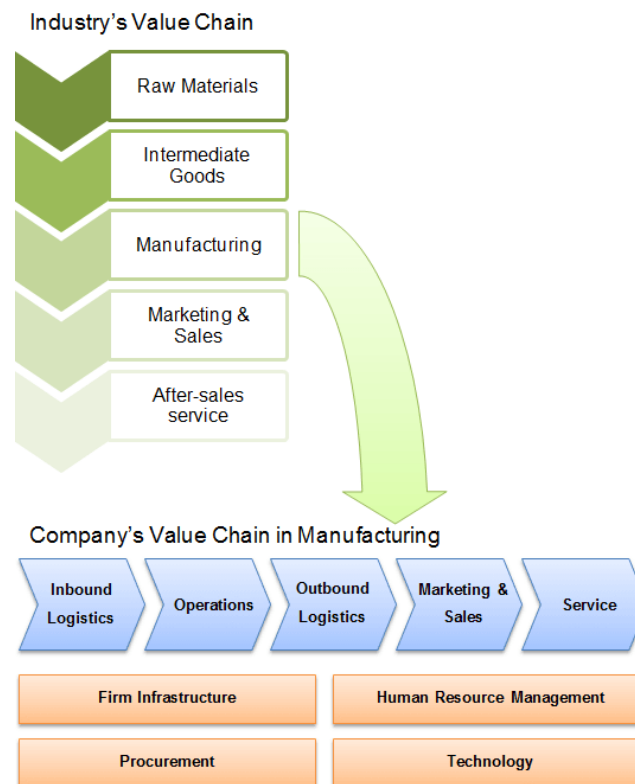 Industry's Value Chain
Raw Materials
Intermediate
Goods
Manufacturing
Marketing &
Sales
After-sales
service
Company's Value Chain in Manufacturing
Inbound
Logistics
Operations
Outbound
Logistics
Marketing &
Sales
Service
Firm Infrastructure
Human Resource Management
Procurement
Technology